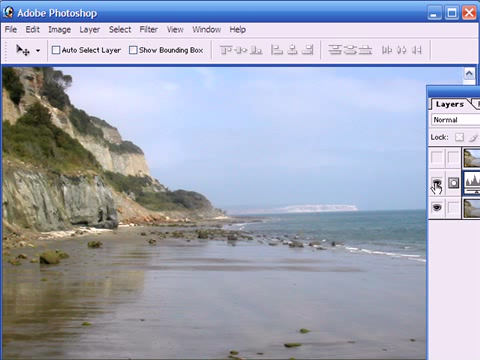 Adobe Photoshop
File Edit Image Layer Select Filter View Window Help
Auto Select Layer Show Bounding Box
Layers
Normal
Lock: